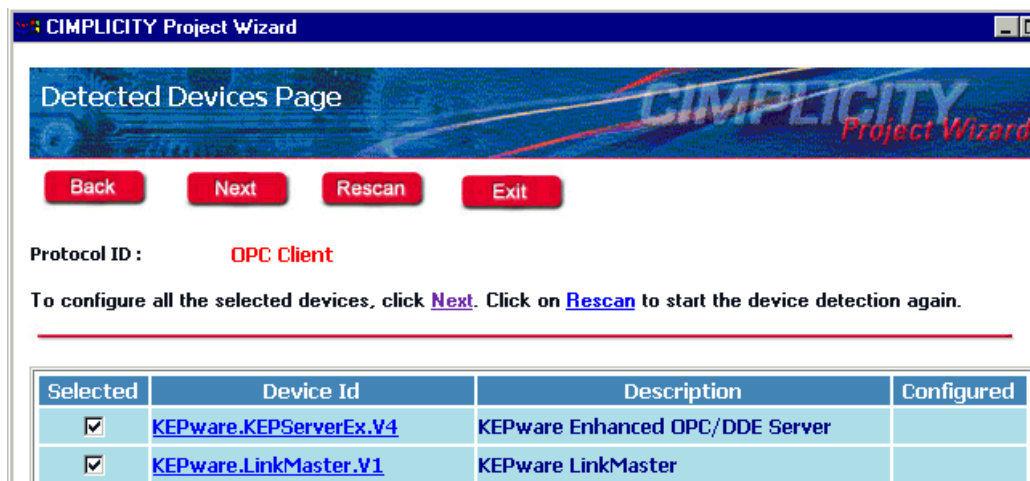 CIMPLICITY Project Wizard
Detected Devices Page
CIMPLICITY
Project Wizard
Back Next Rescan Exit
Protocol ID : OPC Client
To configure all the selected devices, click Next. Click on Rescan to start the device detection again.
Selected Device Id Description Configured
KEPware.KEPServerEx.V4 KEPware Enhanced OPC/DDE Server
KEPware.LinkMaster.V1 KEPware LinkMaster